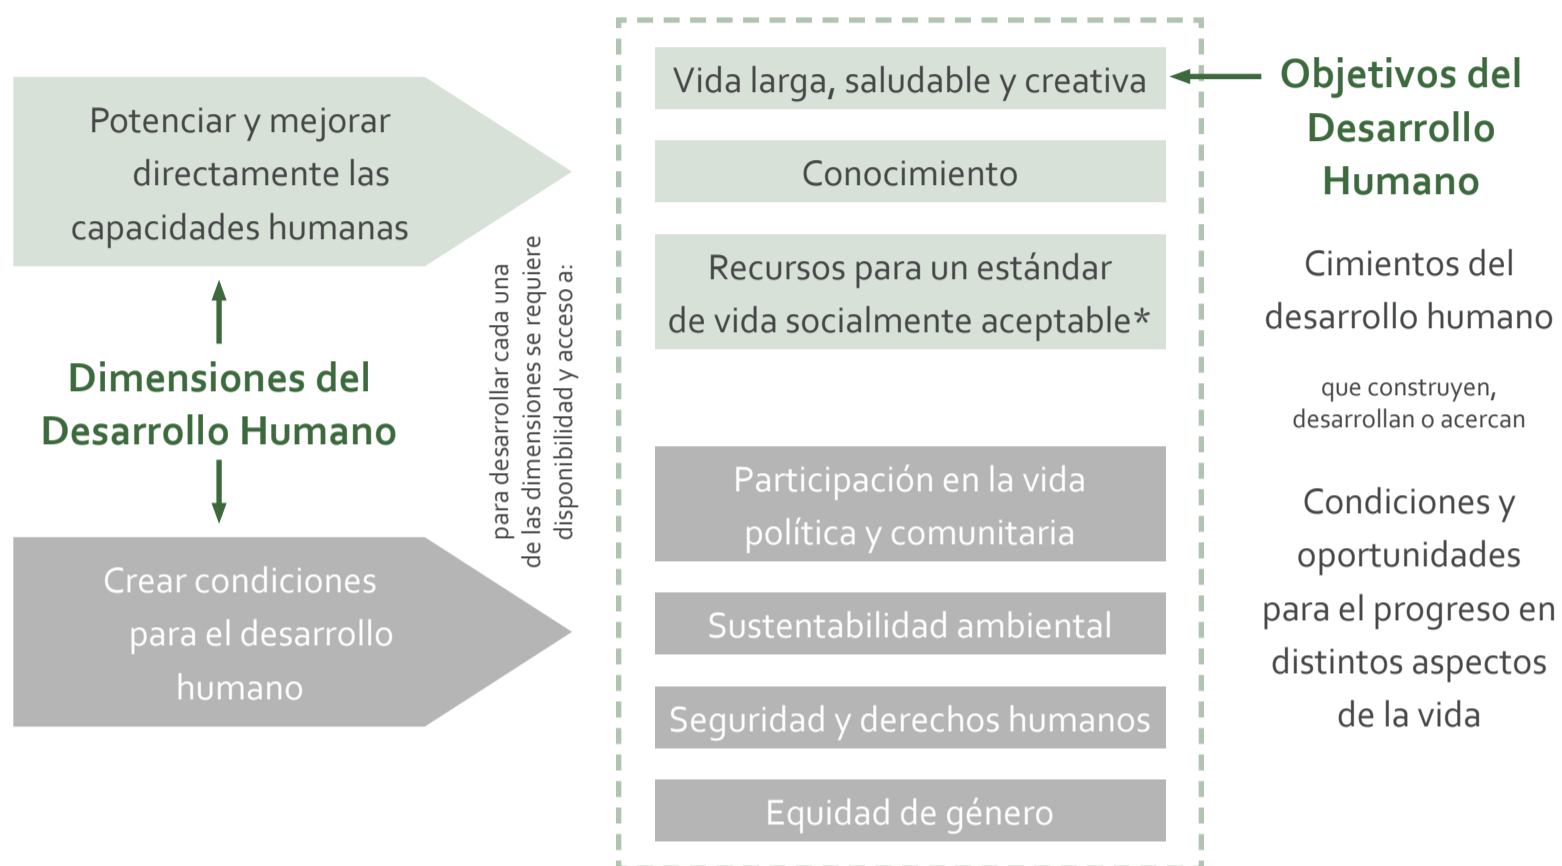 Potenciar y mejorar
directamente las
capacidades humanas
Dimensiones del
Desarrollo Humano
Crear condiciones
para el desarrollo
humano
para desarrollar cada una
de las dimensiones se requiere
disponibilidad y acceso a:
Vida larga, saludable y creativa
Conocimiento
Recursos para un estándar
de vida socialmente aceptable*
Participación en la vida
política y comunitaria
Sustentabilidad ambiental
Seguridad y derechos humanos
Equidad de género
Objetivos del
Desarrollo
Humano
Cimientos del
desarrollo humano
que construyen,
desarrollan o acercan
Condiciones y
oportunidades
para el progreso en
distintos aspectos
de la vida